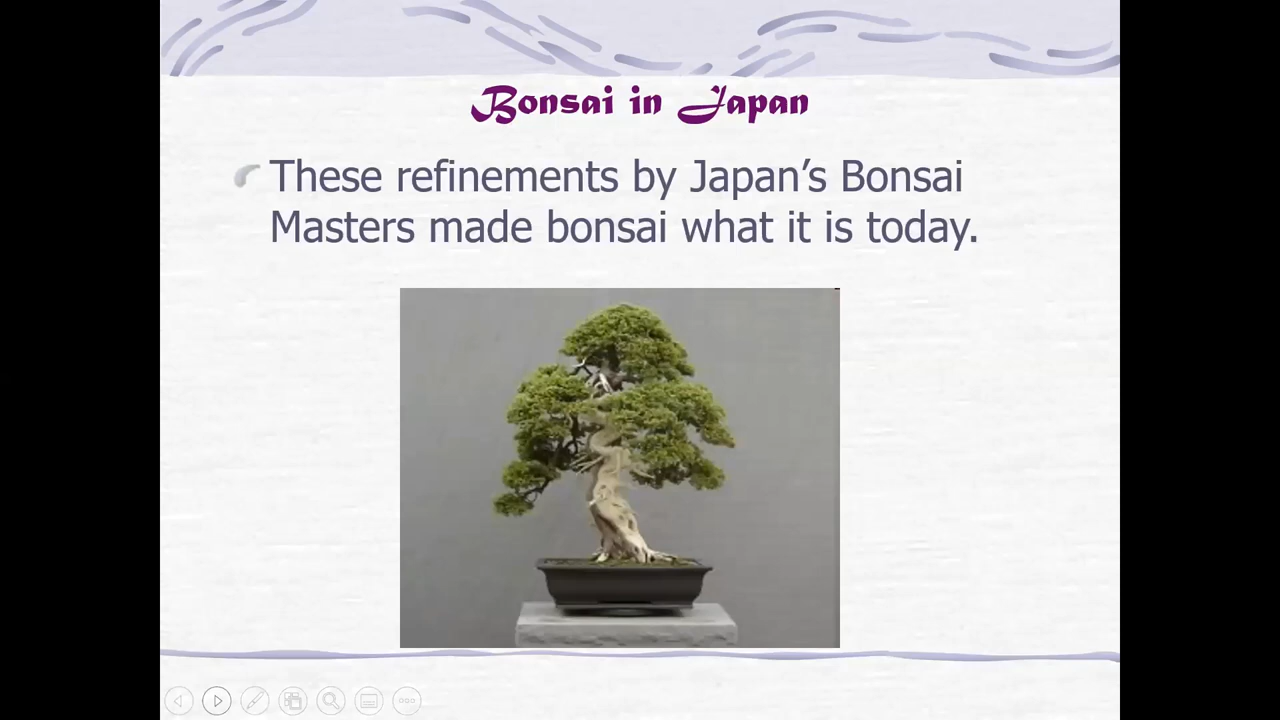 Bonsai in Japan
These refinements by Japan’s Bonsai
Masters made bonsai what it is today.